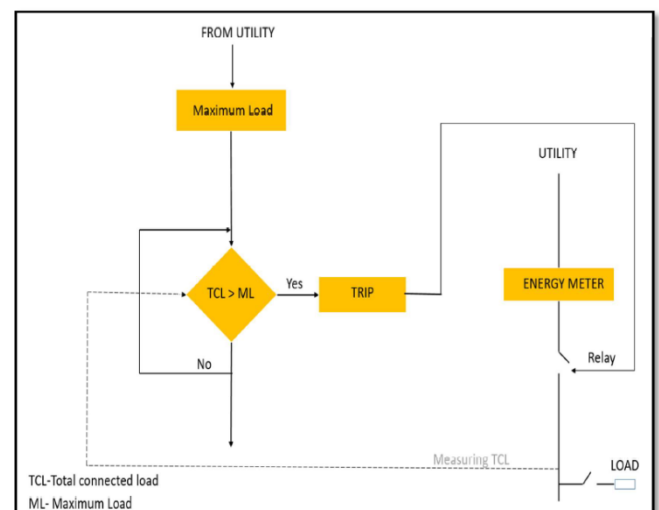 FROM UTILITY
Maximum Load
UTILITY
TCL > ML
Yes
TRIP
ENERGY METER
Relay
No
Measuring TCL
LOAD
TCL-Total connected load
ML- Maximum Load